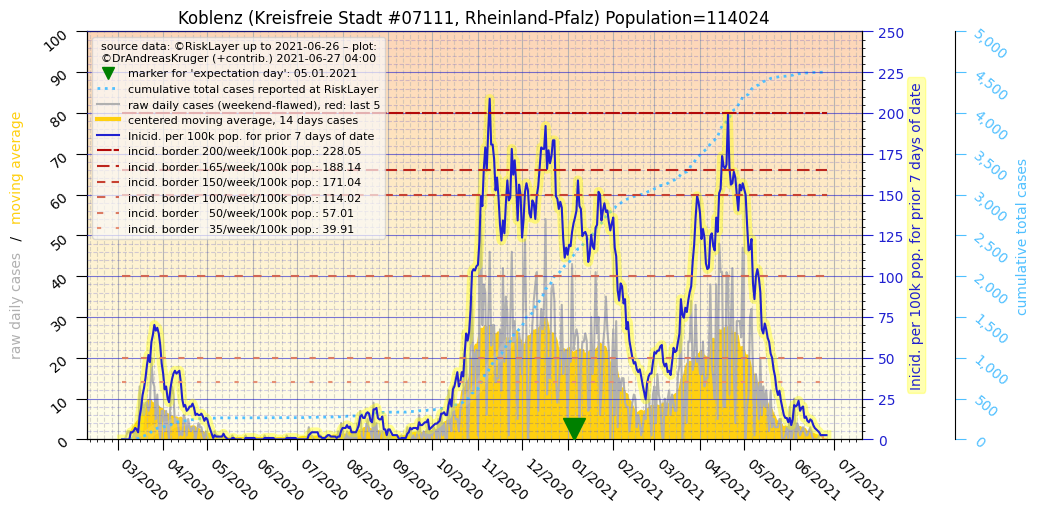 Koblenz (Kreisfreie Stadt #07111, Rheinland-Pfalz) Population=114024
source data: ©RiskLayer up to 2021-06-26 – plot:
©DrAndreasKruger (+contrib.) 2021-06-27 04:00
marker for 'expectation day': 05.01.2021
cumulative total cases reported at RiskLayer
raw daily cases (weekend-flawed), red: last 5
centered moving average, 14 days cases
Inicid. per 100k pop. for prior 7 days of date
incid. border 200/week/100k pop.: 228.05
incid. border 165/week/100k pop.: 188.14
incid. border 150/week/100k pop.: 171.04
incid. border 100/week/100k pop.: 114.02
incid. border   50/week/100k pop.: 57.01
incid. border   35/week/100k pop.: 39.91
raw daily cases / moving average
100
90
80
70
60
50
40
30
20
10
0
03/2020
04/2020
05/2020
06/2020
07/2020
08/2020
09/2020
10/2020
11/2020
12/2020
01/2021
02/2021
03/2021
04/2021
05/2021
06/2021
07/2021
250
225
200
175
150
125
100
75
50
25
0
Inicid. per 100k pop. for prior 7 days of date
5,000
4,500
4,000
3,500
3,000
2,500
2,000
1,500
1,000
500
0
cumulative total cases